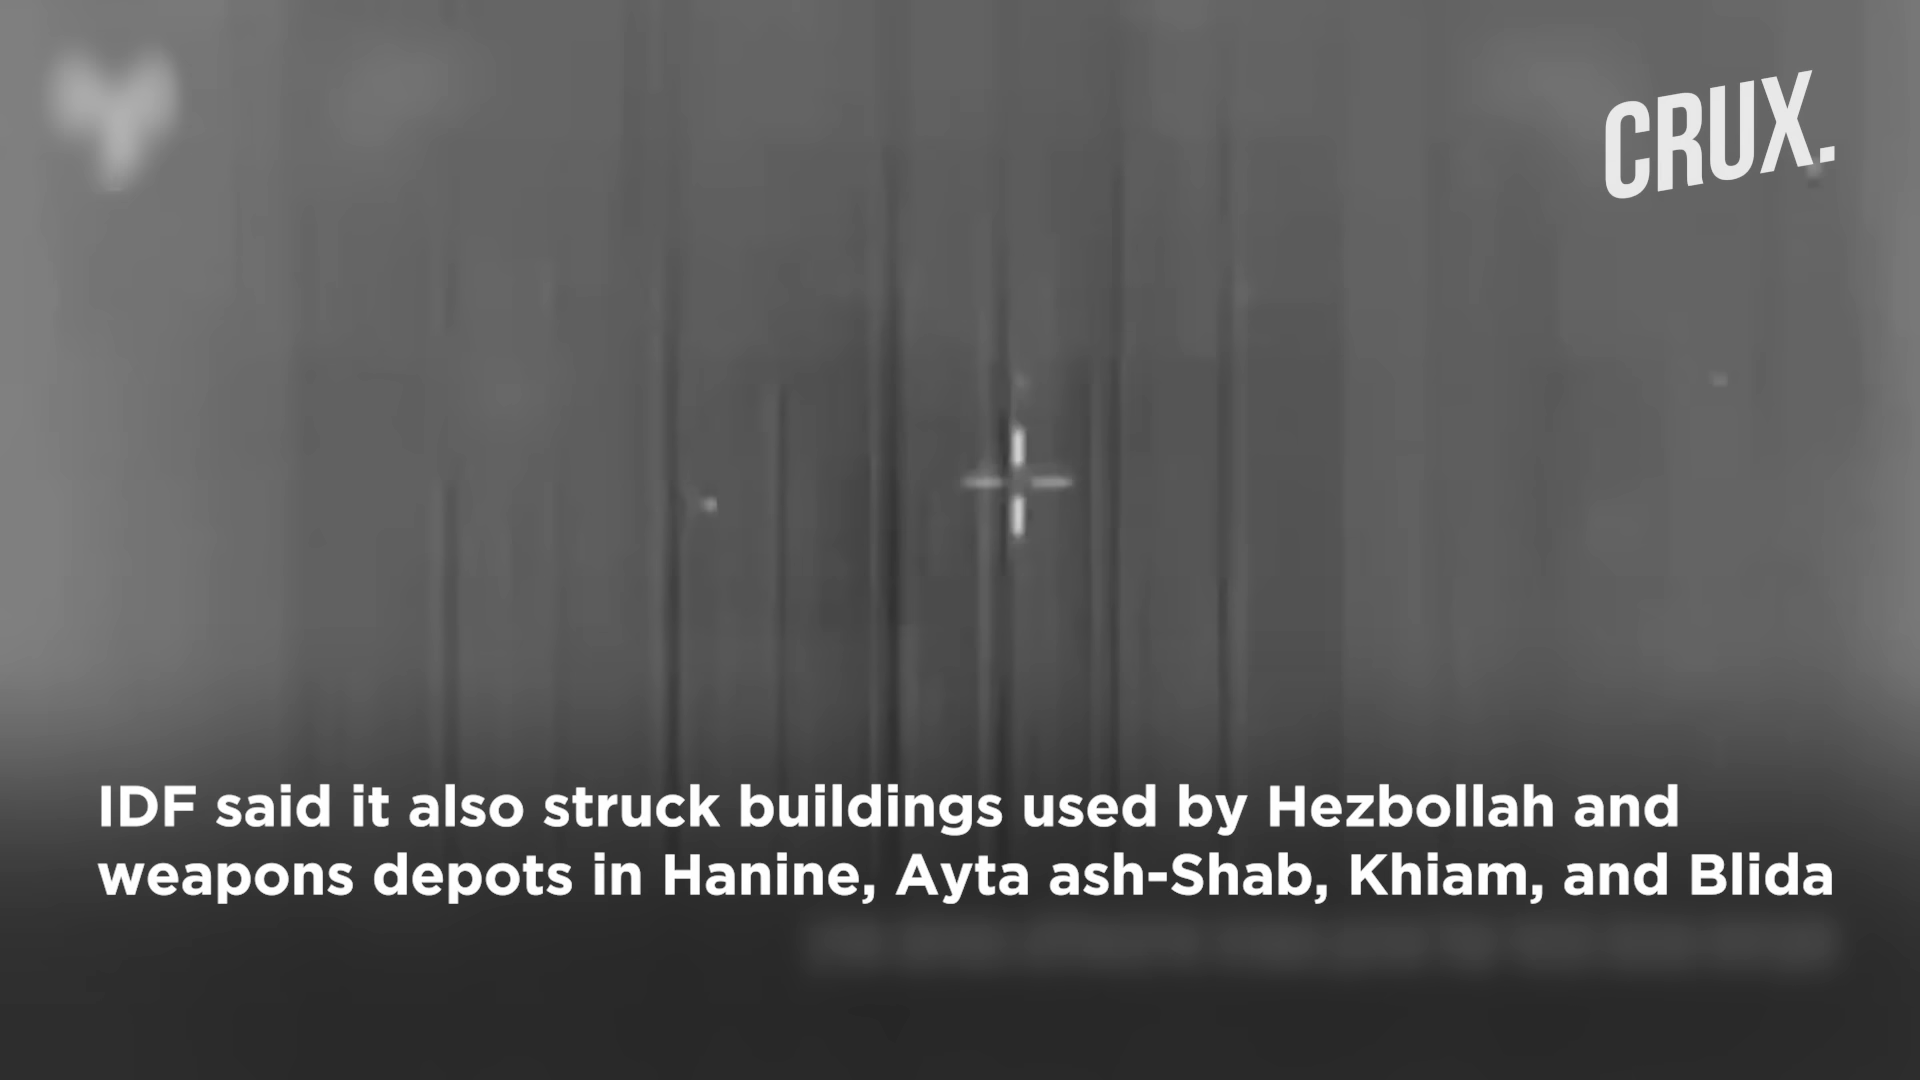 CRUX.
IDF said it also struck buildings used by Hezbollah and
weapons depots in Hanine, Ayta ash-Shab, Khiam, and Blida